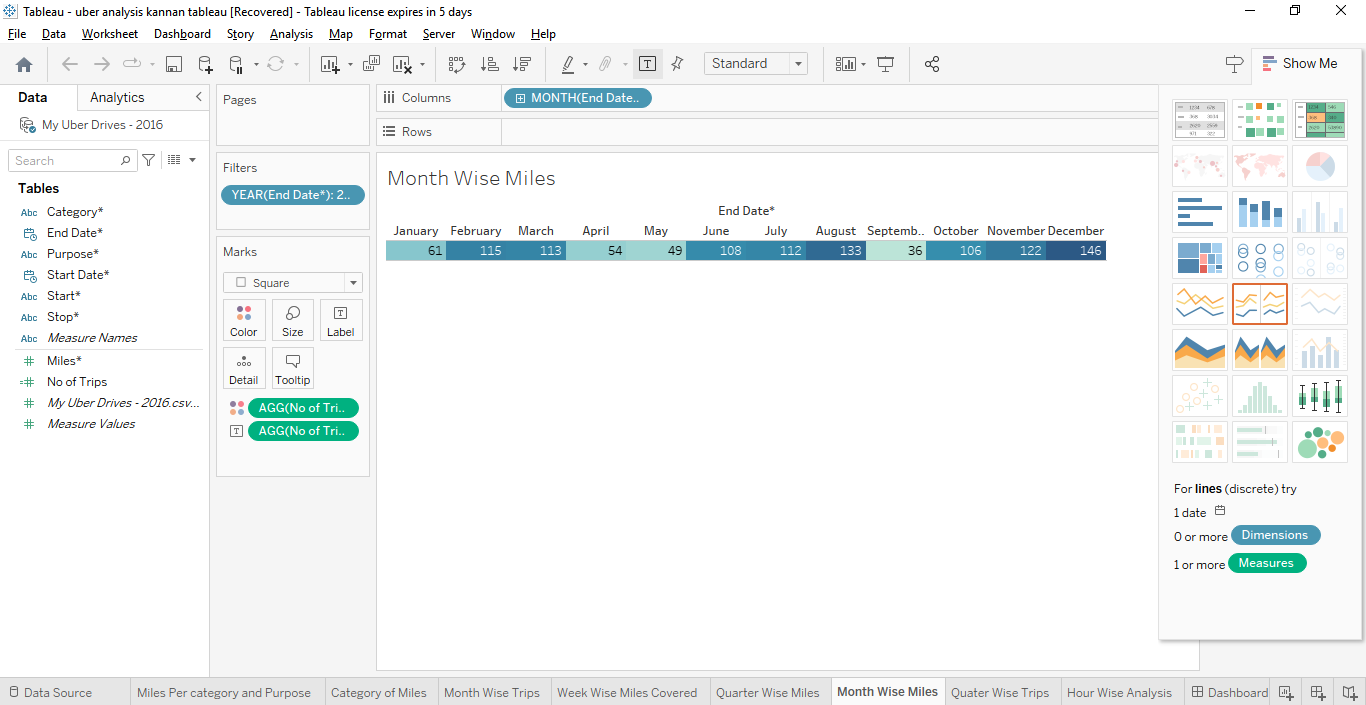 Tableau - uber analysis kannan tableau [Recovered] - Tableau license expires in 5 days
File Data Worksheet Dashboard Story Analysis Map Format Server Window Help
Standard
Show Me
Data Analytics
My Uber Drives - 2016
Search
Tables
Abc Category*
End Date*
Abc Purpose*
Start Date*
Abc Start*
Abc Stop*
Abc Measure Names
Miles*
No of Trips
My Uber Drives - 2016.csv...
Measure Values
Pages
Filters
YEAR(End Date*): 2..
Marks
Square
Color Size Label
Detail Tooltip
AGG(No of Tri..
AGG(No of Tri..
Columns MONTH(End Date..
Rows
Month Wise Miles
End Date*
January February March April May June July August Septemb.. October November December
61 115 113 54 49 108 112 133 36 106 122 146
For lines (discrete) try
1 date
0 or more Dimensions
1 or more Measures
Data Source Miles Per category and Purpose Category of Miles Month Wise Trips Week Wise Miles Covered Quarter Wise Miles Month Wise Miles Quater Wise Trips Hour Wise Analysis Dashboard